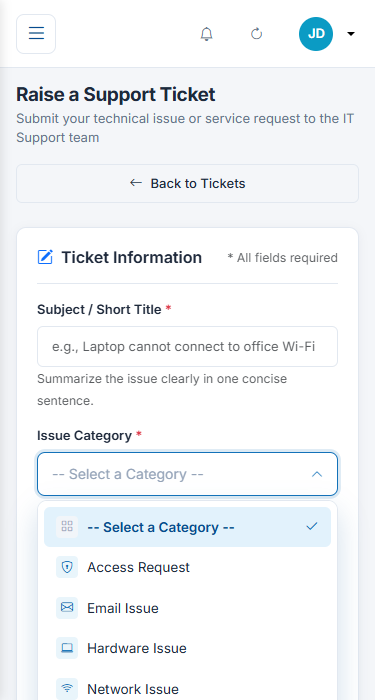 JD
Raise a Support Ticket
Submit your technical issue or service request to the IT
Support team
← Back to Tickets
Ticket Information
* All fields required
Subject / Short Title *
e.g., Laptop cannot connect to office Wi-Fi
Summarize the issue clearly in one concise
sentence.
Issue Category *
-- Select a Category --
-- Select a Category --
Access Request
Email Issue
Hardware Issue
Network Issue